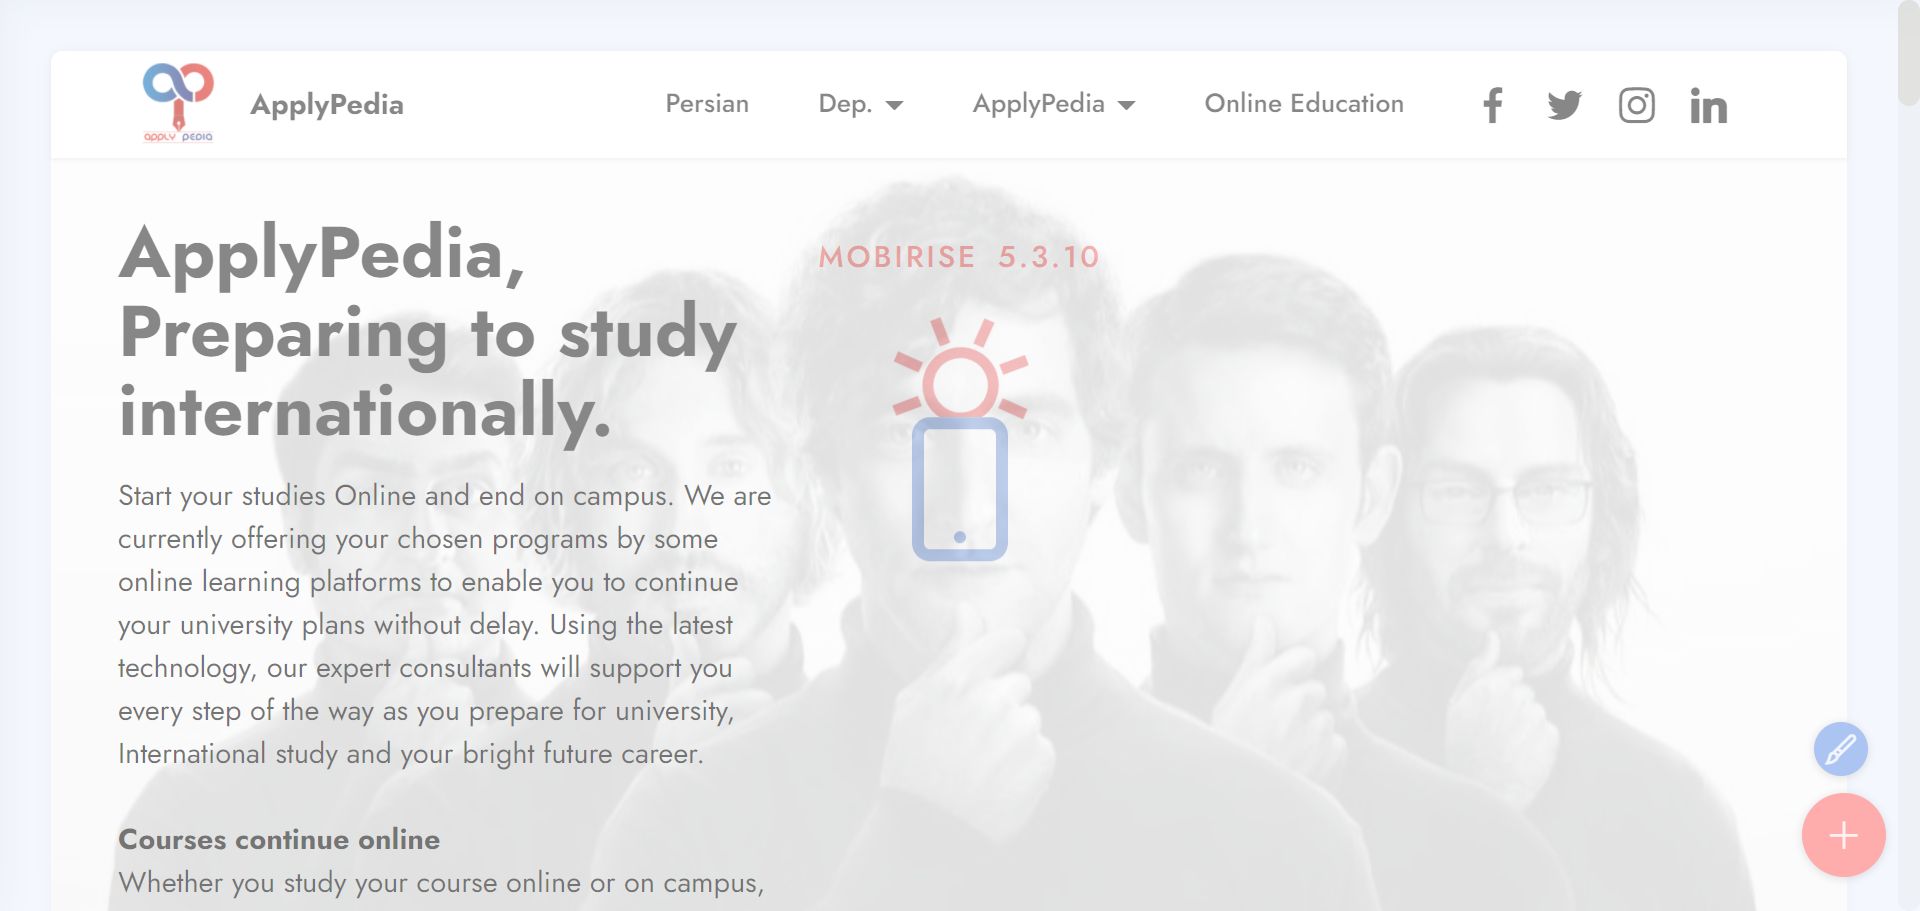 apply pedia
ApplyPedia
Persian
Dep.
ApplyPedia
Online Education
ApplyPedia,
Preparing to study
internationally.
MOBIRISE 5.3.10
Start your studies Online and end on campus. We are
currently offering your chosen programs by some
online learning platforms to enable you to continue
your university plans without delay. Using the latest
technology, our expert consultants will support you
every step of the way as you prepare for university,
International study and your bright future career.
Courses continue online
Whether you study your course online or on campus,